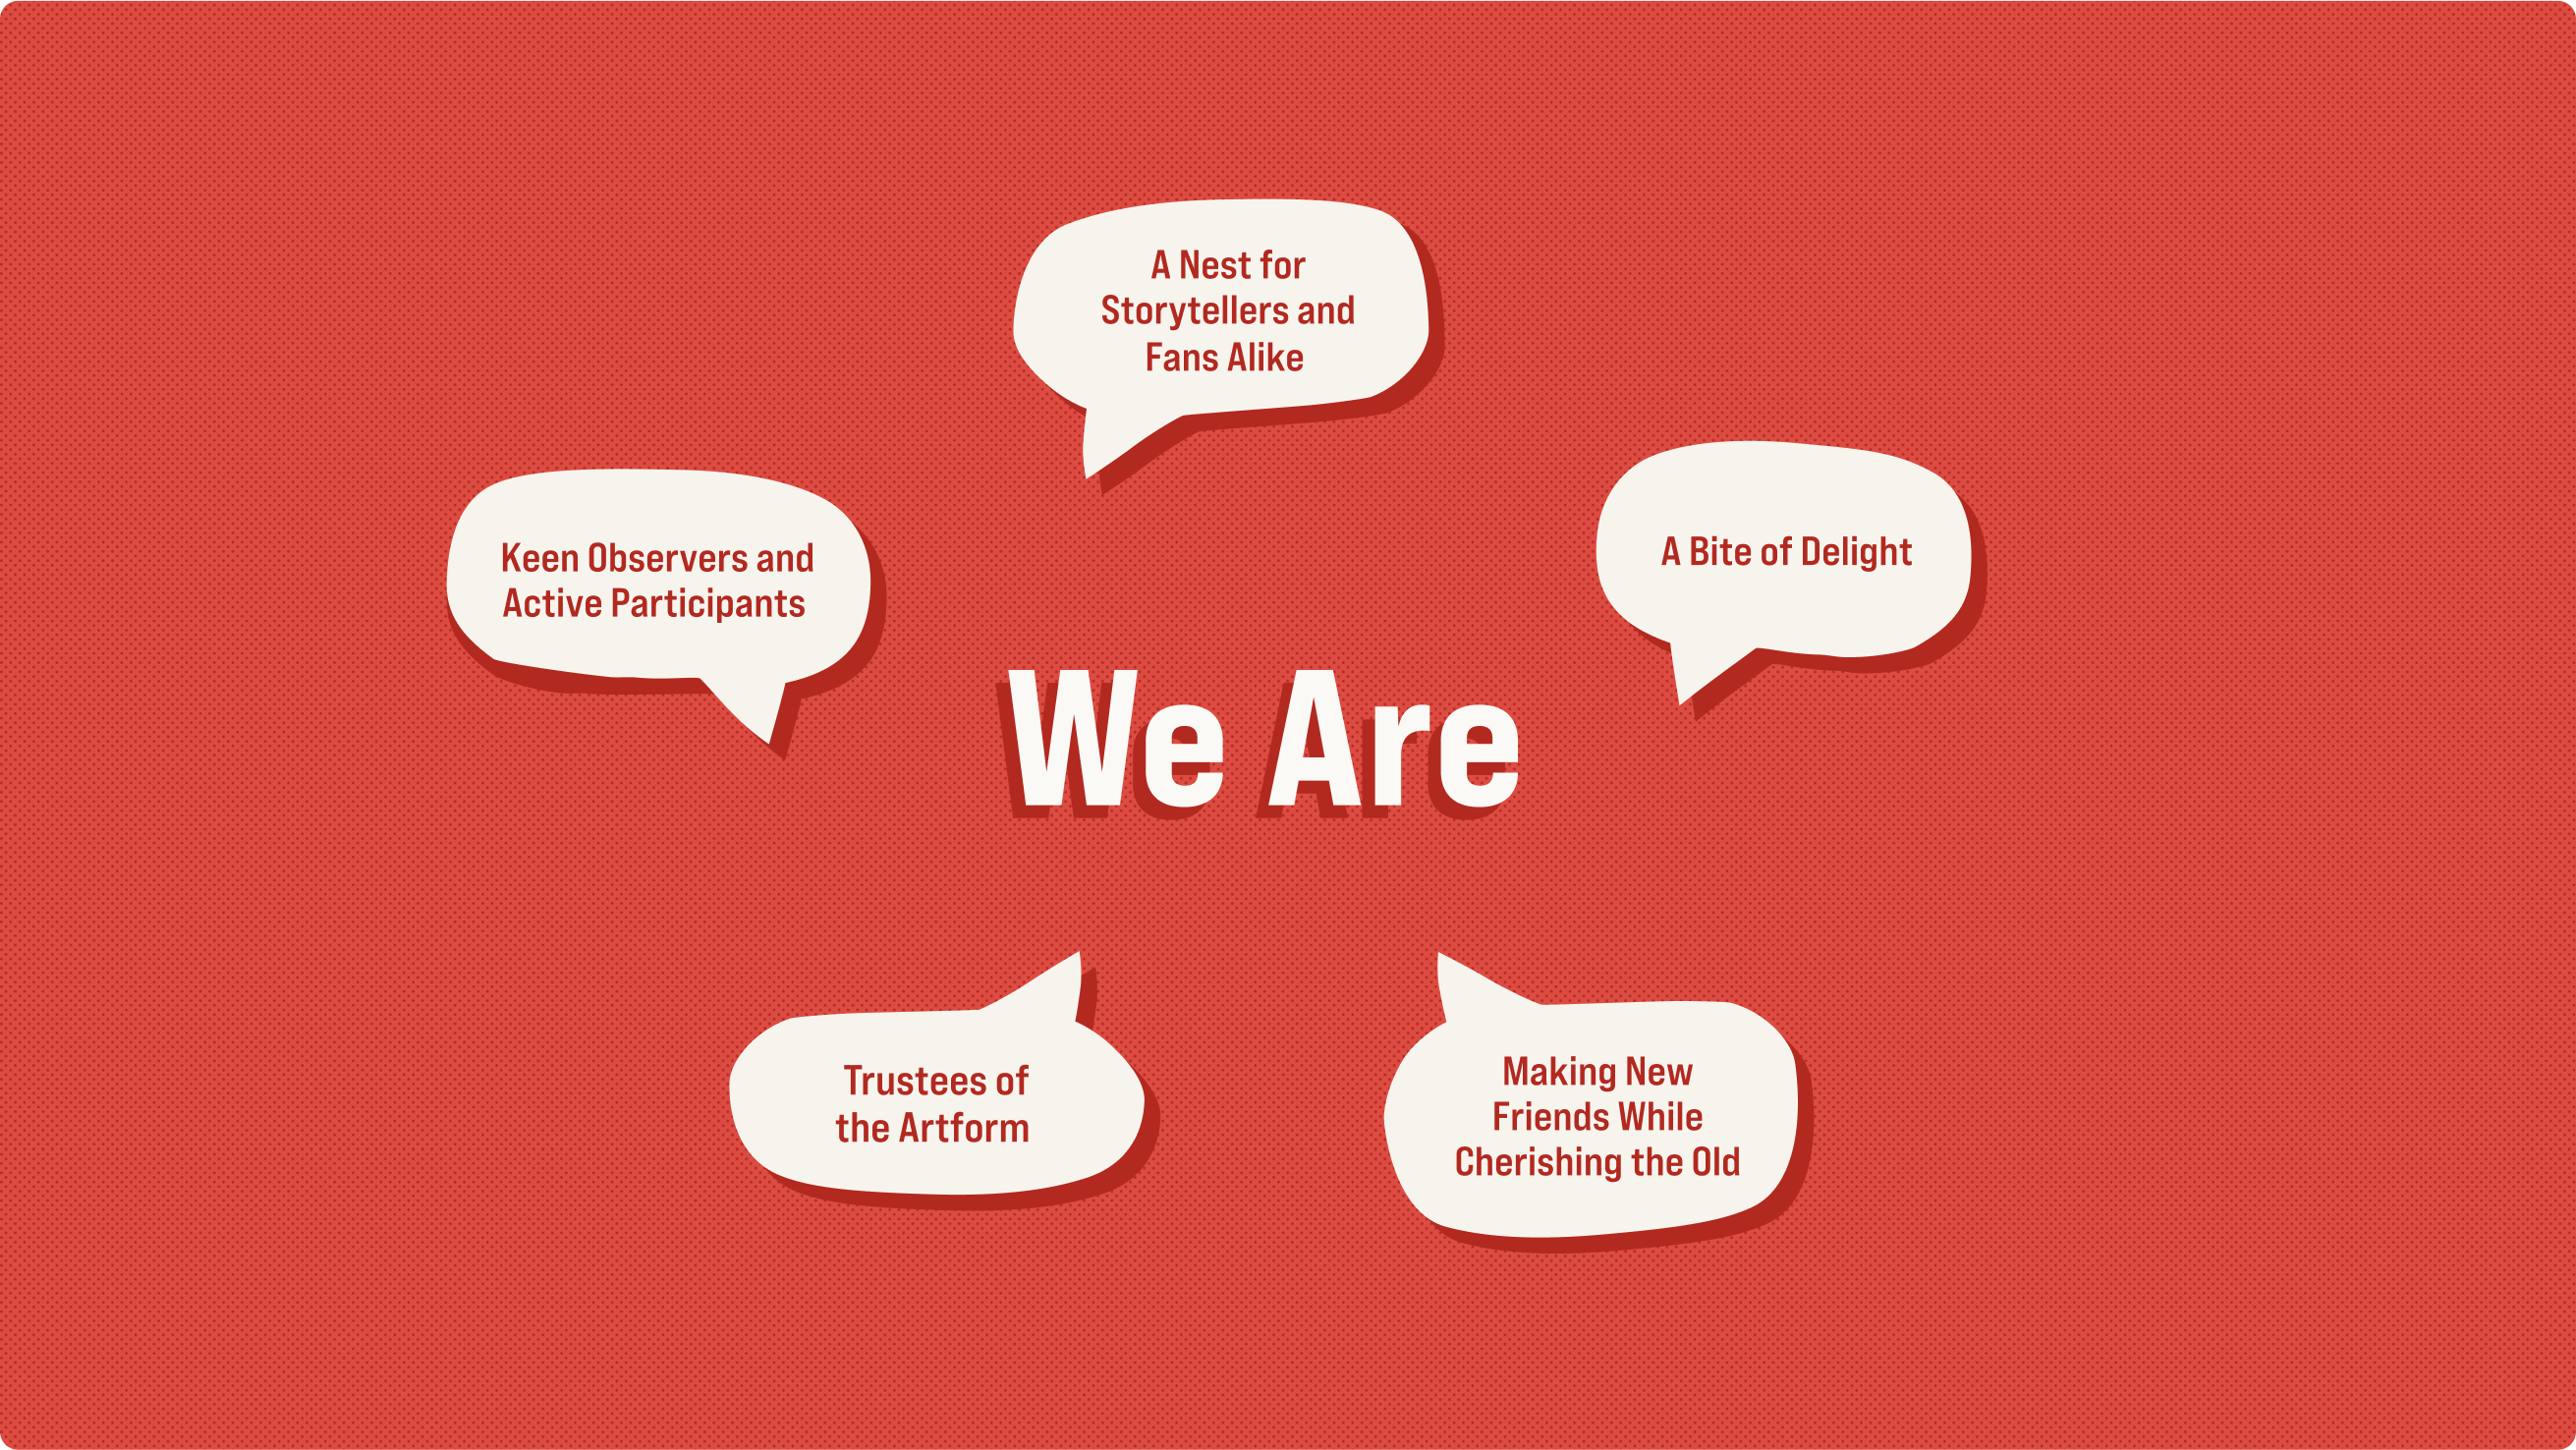 A Nest for
Storytellers and
Fans Alike
Keen Observers and
Active Participants
A Bite of Delight
We Are
Trustees of
the Artform
Making New
Friends While
Cherishing the Old